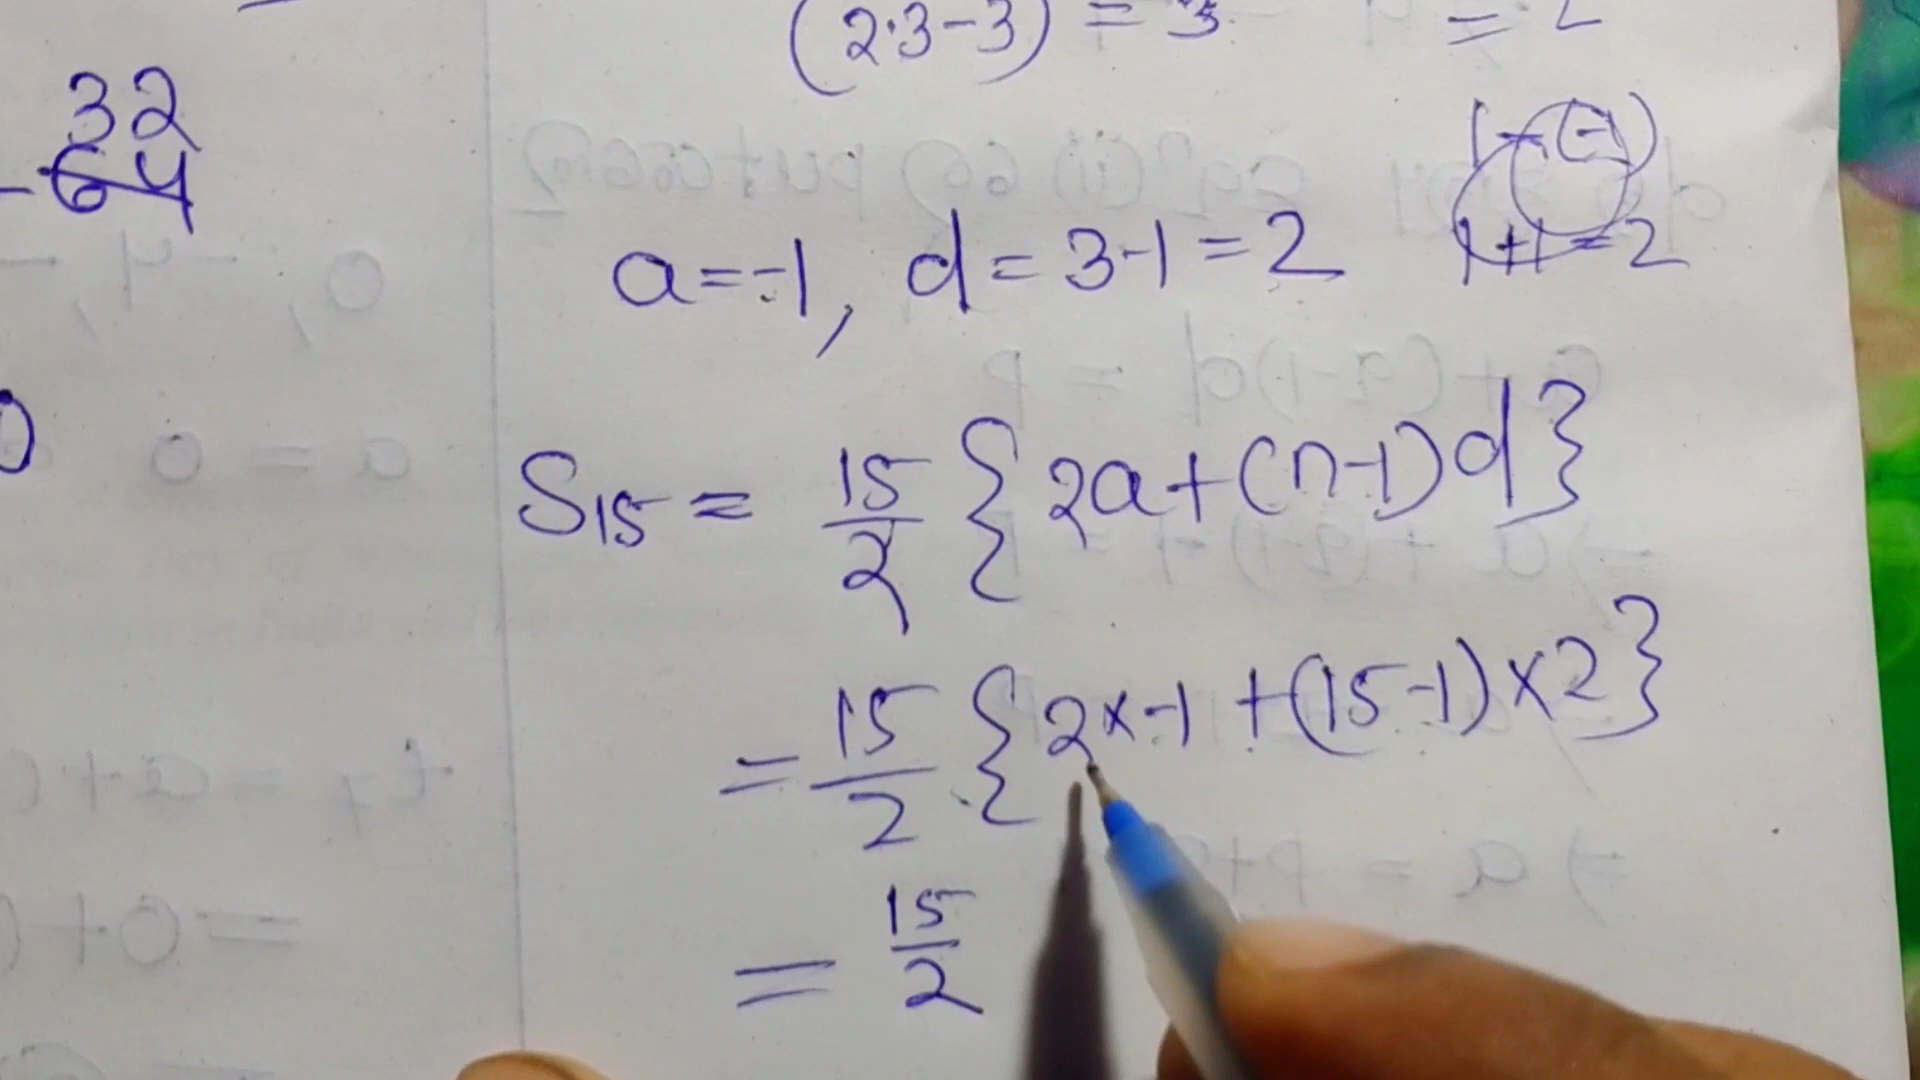 (2·3-3) = 3
32
-64
1-(-1)
1+1=2
a=-1, d=3-1=2
S15 = 15/2 {2a+(n-1)d}
= 15/2 {2×-1+(15-1)×2}
= 15/2